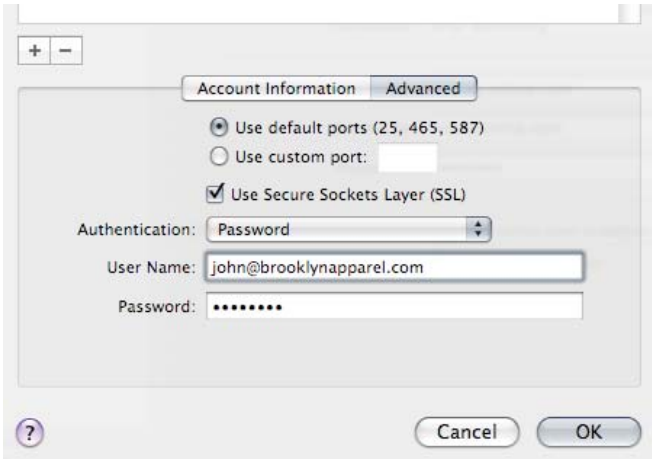 + −
Account Information Advanced
Use default ports (25, 465, 587)
Use custom port:
Use Secure Sockets Layer (SSL)
Authentication: Password
User Name: john@brooklynapparel.com
Password: ••••••••
? Cancel OK